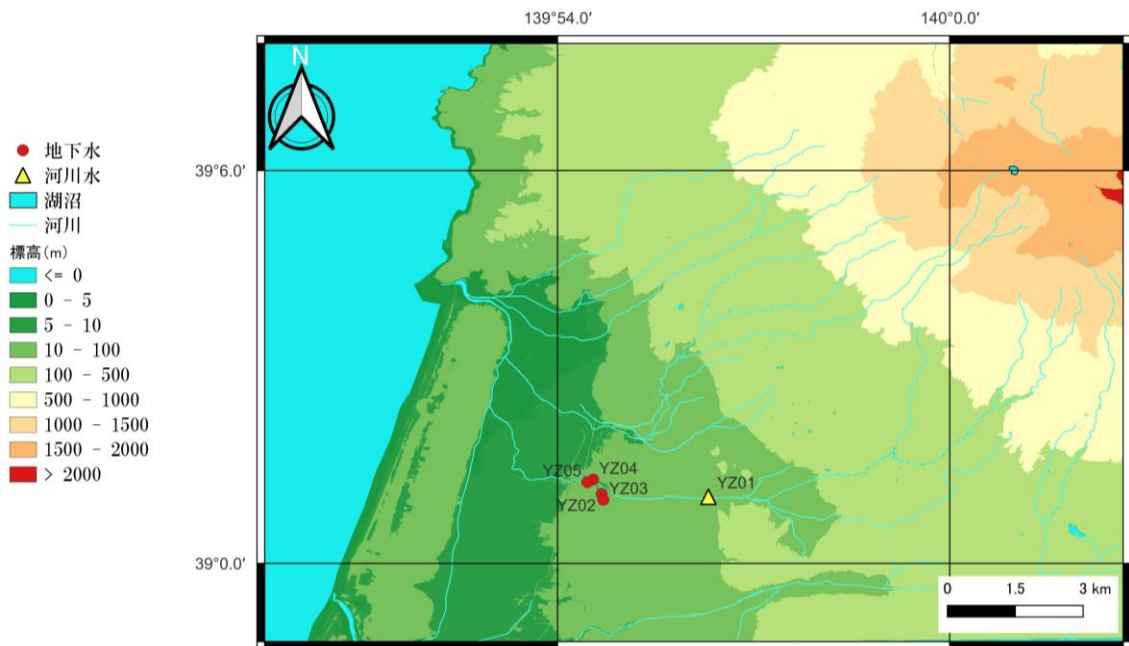 139°54.0′
140°0.0′
N
39°6.0′
39°0.0′
地下水
河川水
湖沼
河川
標高(m)
<= 0
0 - 5
5 - 10
10 - 100
100 - 500
500 - 1000
1000 - 1500
1500 - 2000
> 2000
YZ05
YZ04
YZ03
YZ02
YZ01
0 1.5 3 km